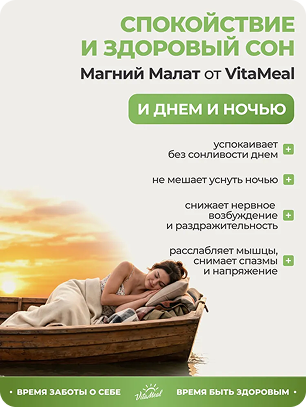 СПОКОЙСТВИЕ
И ЗДОРОВЫЙ СОН
Магний Малат от VitaMeal
И ДНЕМ И НОЧЬЮ
успокаивает
без сонливости днем
не мешает уснуть ночью
снижает нервное
возбуждение
и раздражительность
расслабляет мышцы,
снимает спазмы
и напряжение
• ВРЕМЯ ЗАБОТЫ О СЕБЕ VitaMeal ВРЕМЯ БЫТЬ ЗДОРОВЫМ •